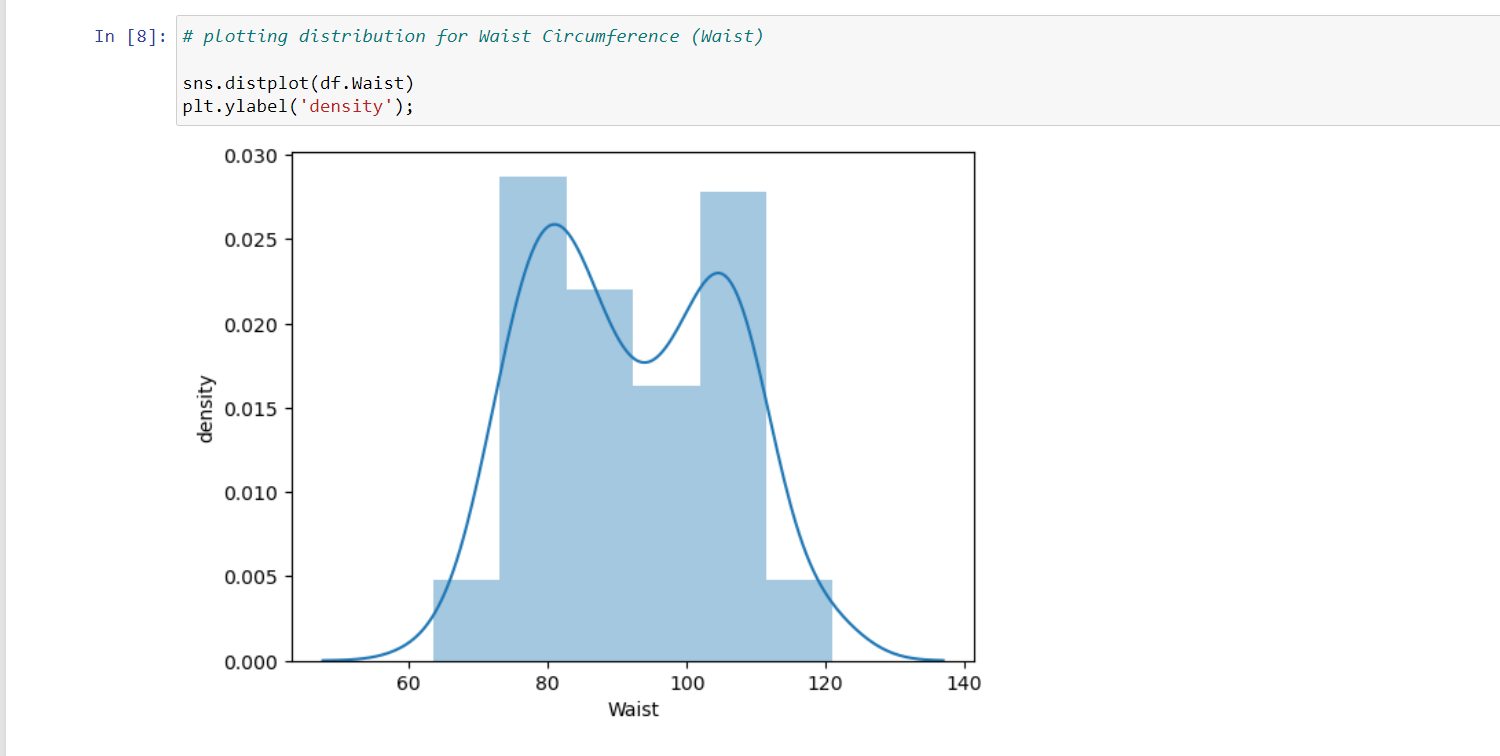 In [8]: # plotting distribution for Waist Circumference (Waist)
sns.distplot(df.Waist)
plt.ylabel('density');
0.030
0.025
0.020
0.015
0.010
0.005
0.000
density
60 80 100 120 140
Waist